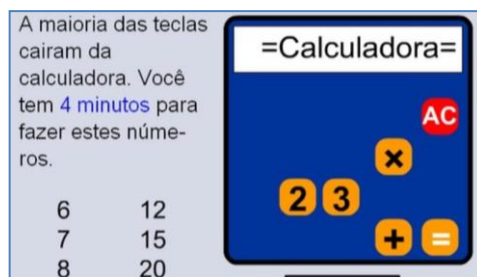 A maioria das teclas
cairam da
calculadora. Você
tem 4 minutos para
fazer estes núme-
ros.
6 12
7 15
8 20
=Calculadora=
AC
×
2 3
+ =